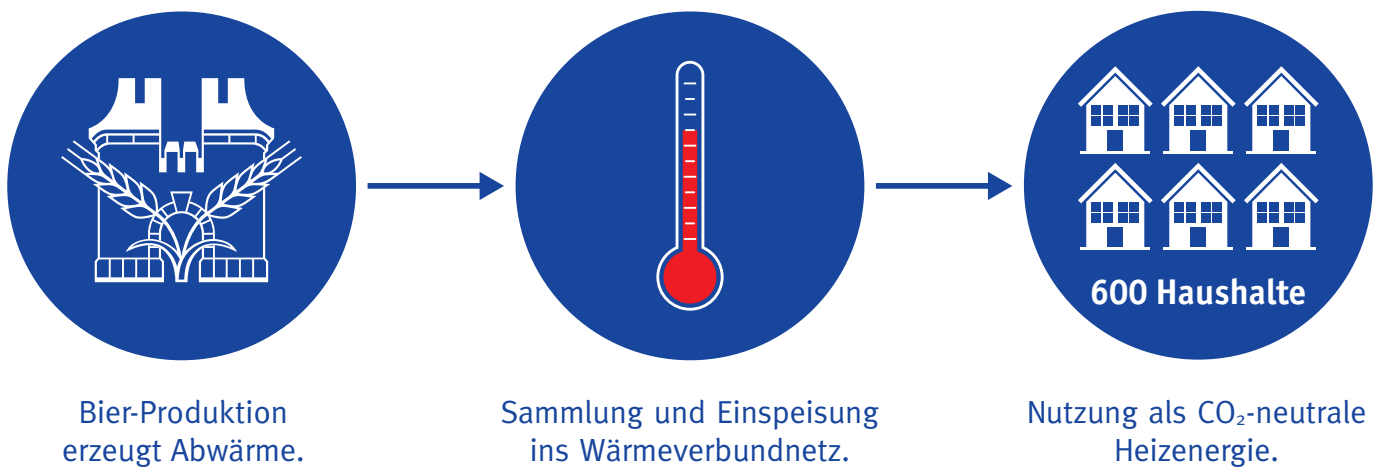 600 Haushalte
Bier-Produktion
erzeugt Abwärme.
Sammlung und Einspeisung
ins Wärmeverbundnetz.
Nutzung als CO₂-neutrale
Heizenergie.